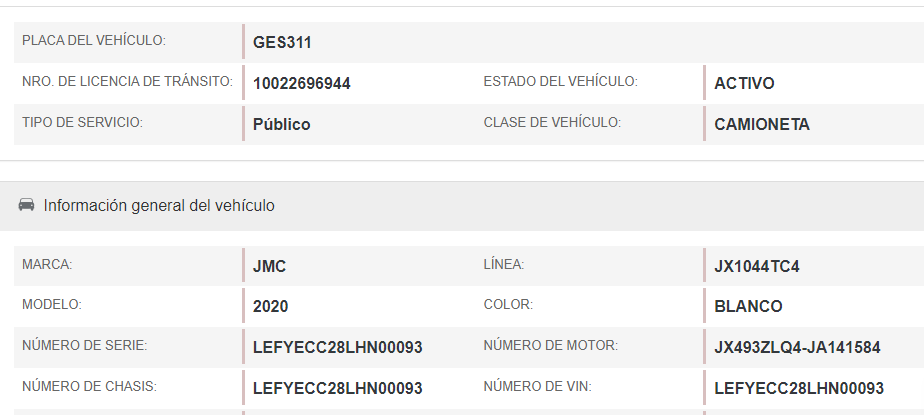 PLACA DEL VEHÍCULO: GES311
NRO. DE LICENCIA DE TRÁNSITO: 10022696944 ESTADO DEL VEHÍCULO: ACTIVO
TIPO DE SERVICIO: Público CLASE DE VEHÍCULO: CAMIONETA
Información general del vehículo
MARCA: JMC LÍNEA: JX1044TC4
MODELO: 2020 COLOR: BLANCO
NÚMERO DE SERIE: LEFYECC28LHN00093 NÚMERO DE MOTOR: JX493ZLQ4-JA141584
NÚMERO DE CHASIS: LEFYECC28LHN00093 NÚMERO DE VIN: LEFYECC28LHN00093